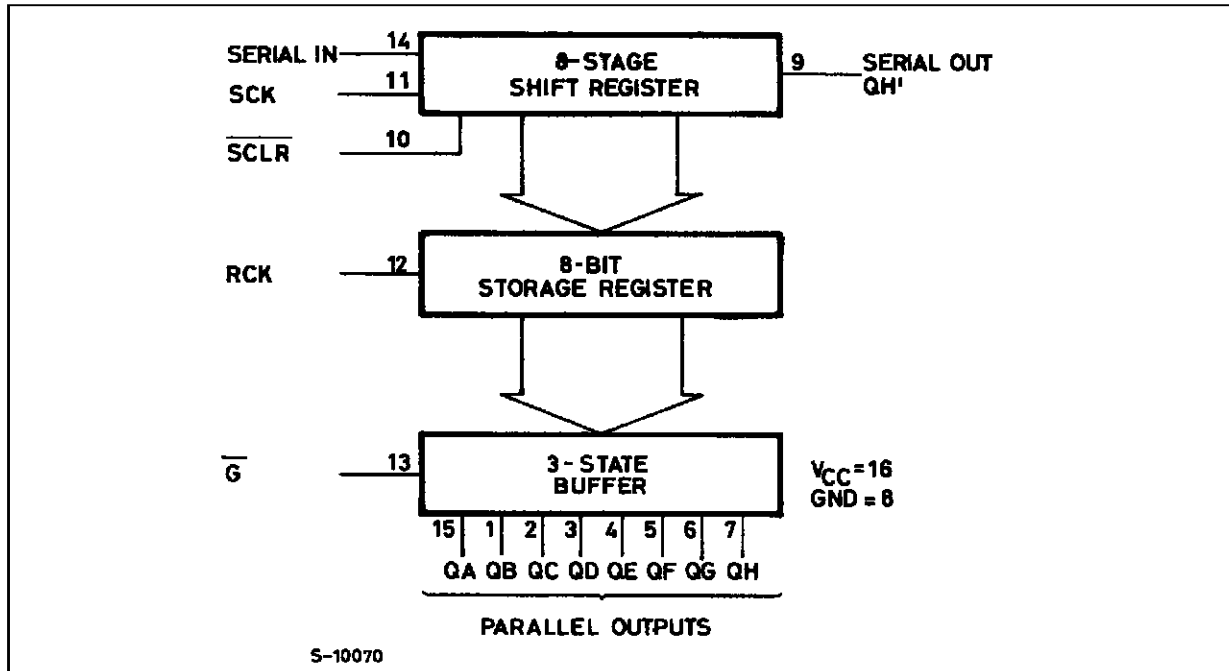 SERIAL IN 14
8-STAGE
SHIFT REGISTER
9 SERIAL OUT
QH'
SCK 11
S̅C̅L̅R̅ 10
RCK 12
8-BIT
STORAGE REGISTER
G̅ 13
3-STATE
BUFFER
VCC=16
GND=8
15 1 2 3 4 5 6 7
QA QB QC QD QE QF QG QH
PARALLEL OUTPUTS
S-10070